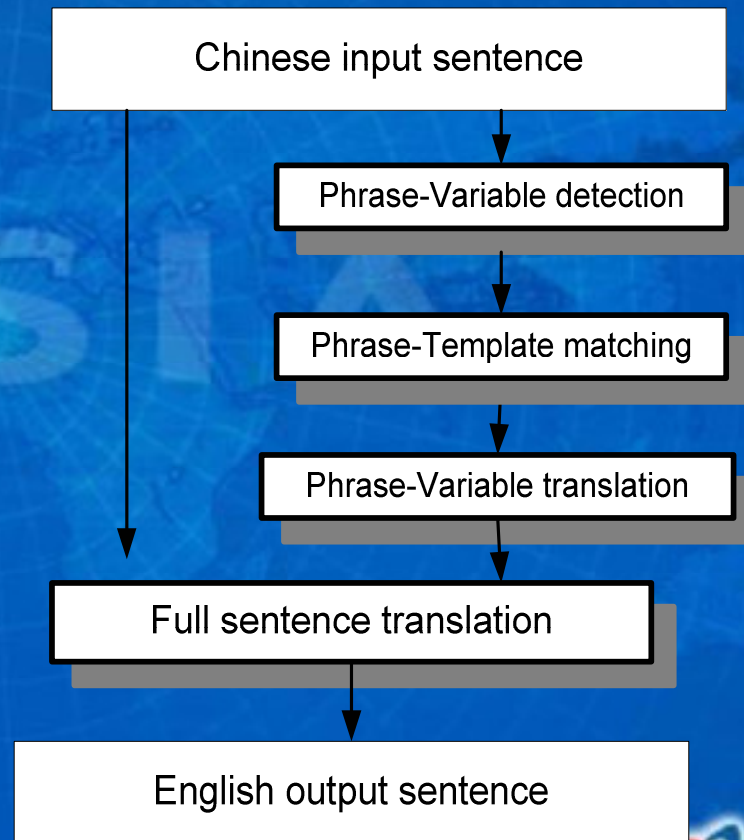 Chinese input sentence
Phrase-Variable detection
Phrase-Template matching
Phrase-Variable translation
Full sentence translation
English output sentence